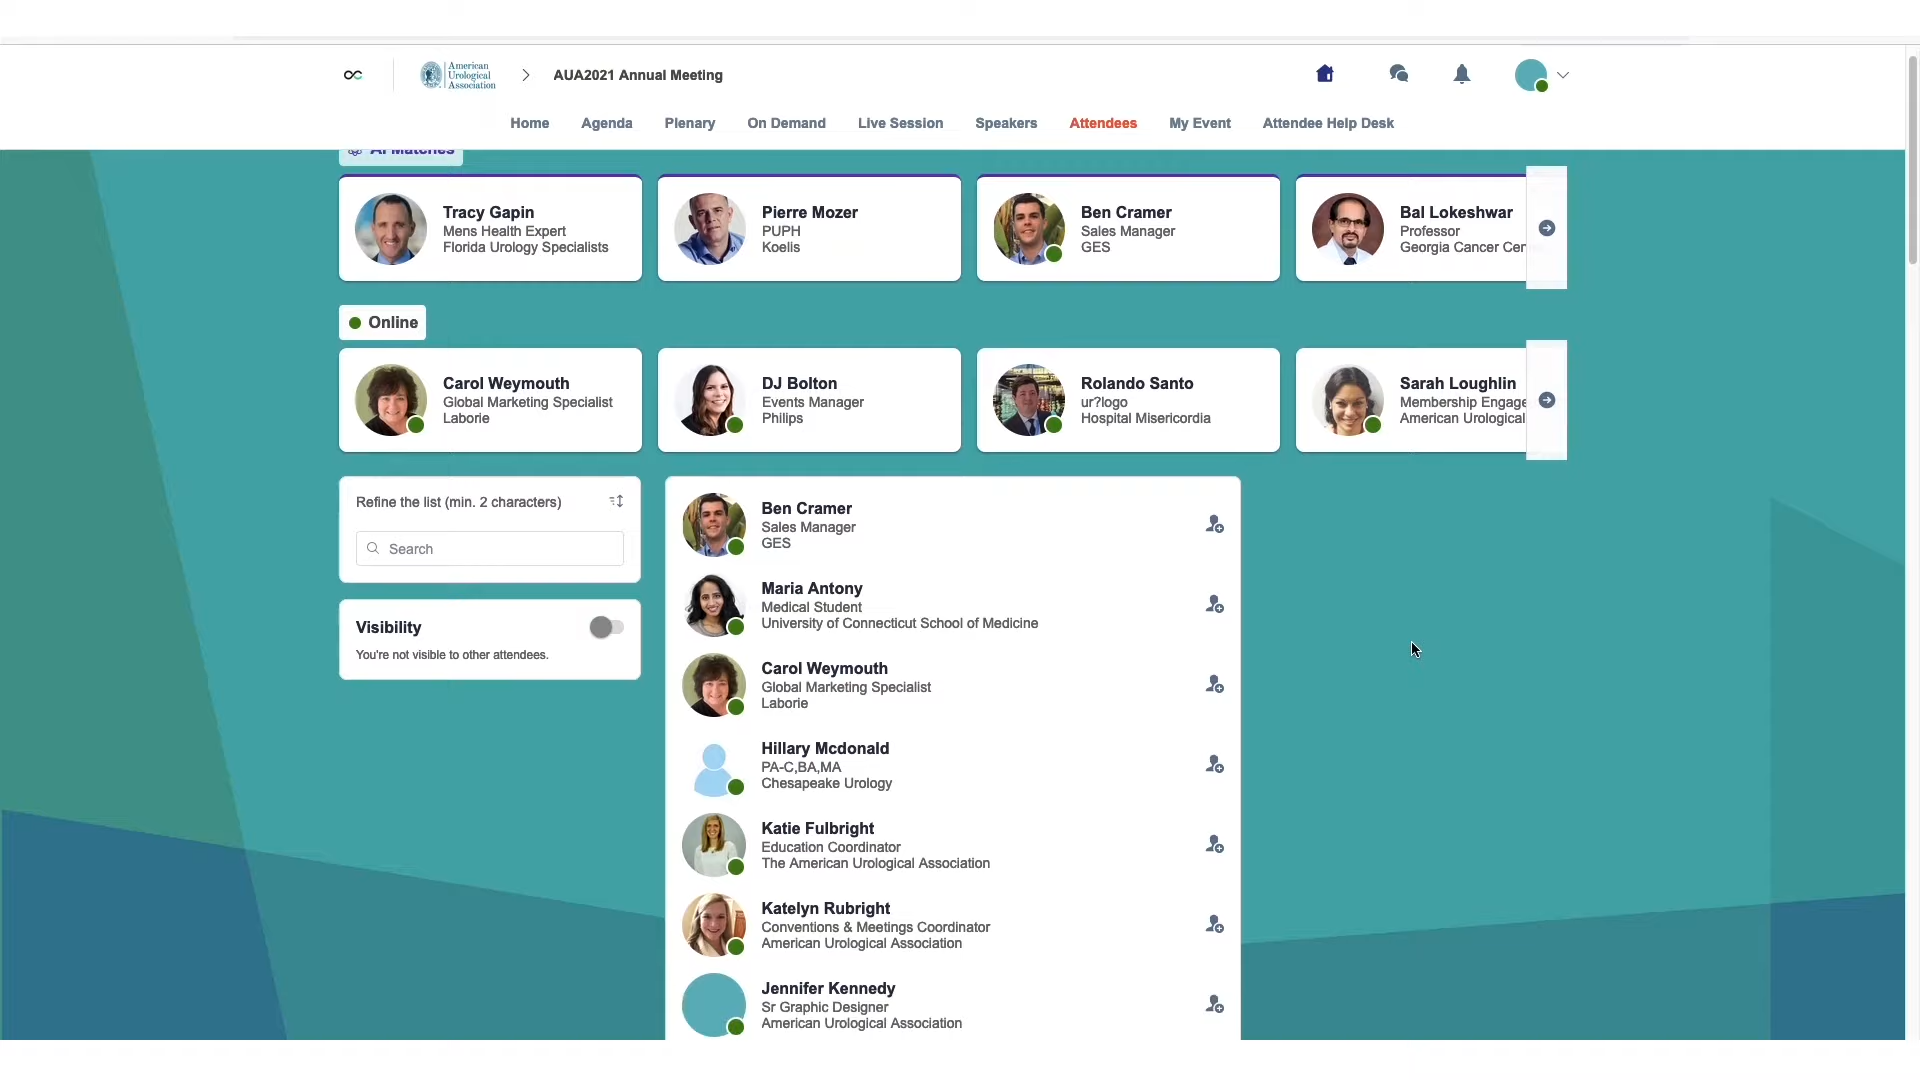 American
Urological
Association
AUA2021 Annual Meeting
Home
Agenda
Plenary
On Demand
Live Session
Speakers
Attendees
My Event
Attendee Help Desk
AI Matches
Tracy Gapin
Mens Health Expert
Florida Urology Specialists
Pierre Mozer
PUPH
Koelis
Ben Cramer
Sales Manager
GES
Bal Lokeshwar
Professor
Georgia Cancer Cen
Online
Carol Weymouth
Global Marketing Specialist
Laborie
DJ Bolton
Events Manager
Philips
Rolando Santo
ur?logo
Hospital Misericordia
Sarah Loughlin
Membership Engage
American Urological
Refine the list (min. 2 characters)
Search
Visibility
You're not visible to other attendees.
Ben Cramer
Sales Manager
GES
Maria Antony
Medical Student
University of Connecticut School of Medicine
Carol Weymouth
Global Marketing Specialist
Laborie
Hillary Mcdonald
PA-C,BA,MA
Chesapeake Urology
Katie Fulbright
Education Coordinator
The American Urological Association
Katelyn Rubright
Conventions & Meetings Coordinator
American Urological Association
Jennifer Kennedy
Sr Graphic Designer
American Urological Association